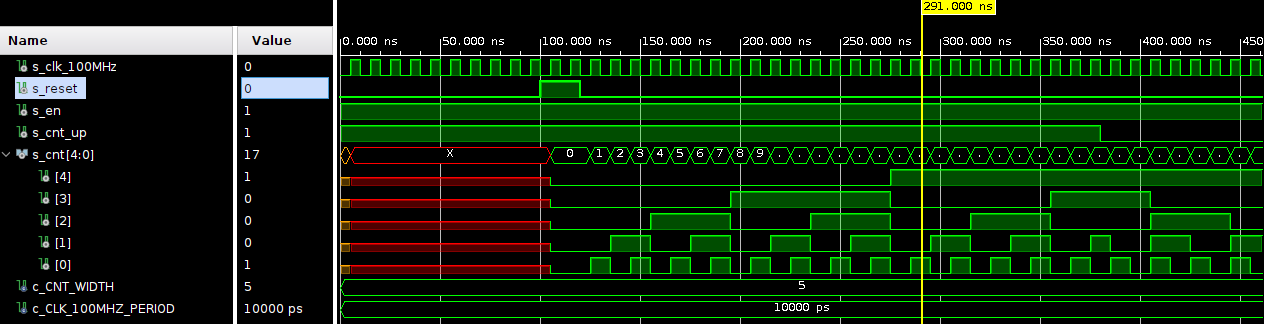 291.000 ns
Name Value
0.000 ns 50.000 ns 100.000 ns 150.000 ns 200.000 ns 250.000 ns 300.000 ns 350.000 ns 400.000 ns 450
s_clk_100MHz 0
s_reset 0
s_en 1
s_cnt_up 1
s_cnt[4:0] 17 X 0 1 2 3 4 5 6 7 8 9 . . . . . . . . . . . . . . . . . . . . . . . .
[4] 1
[3] 0
[2] 0
[1] 0
[0] 1
c_CNT_WIDTH 5 5
c_CLK_100MHZ_PERIOD 10000 ps 10000 ps